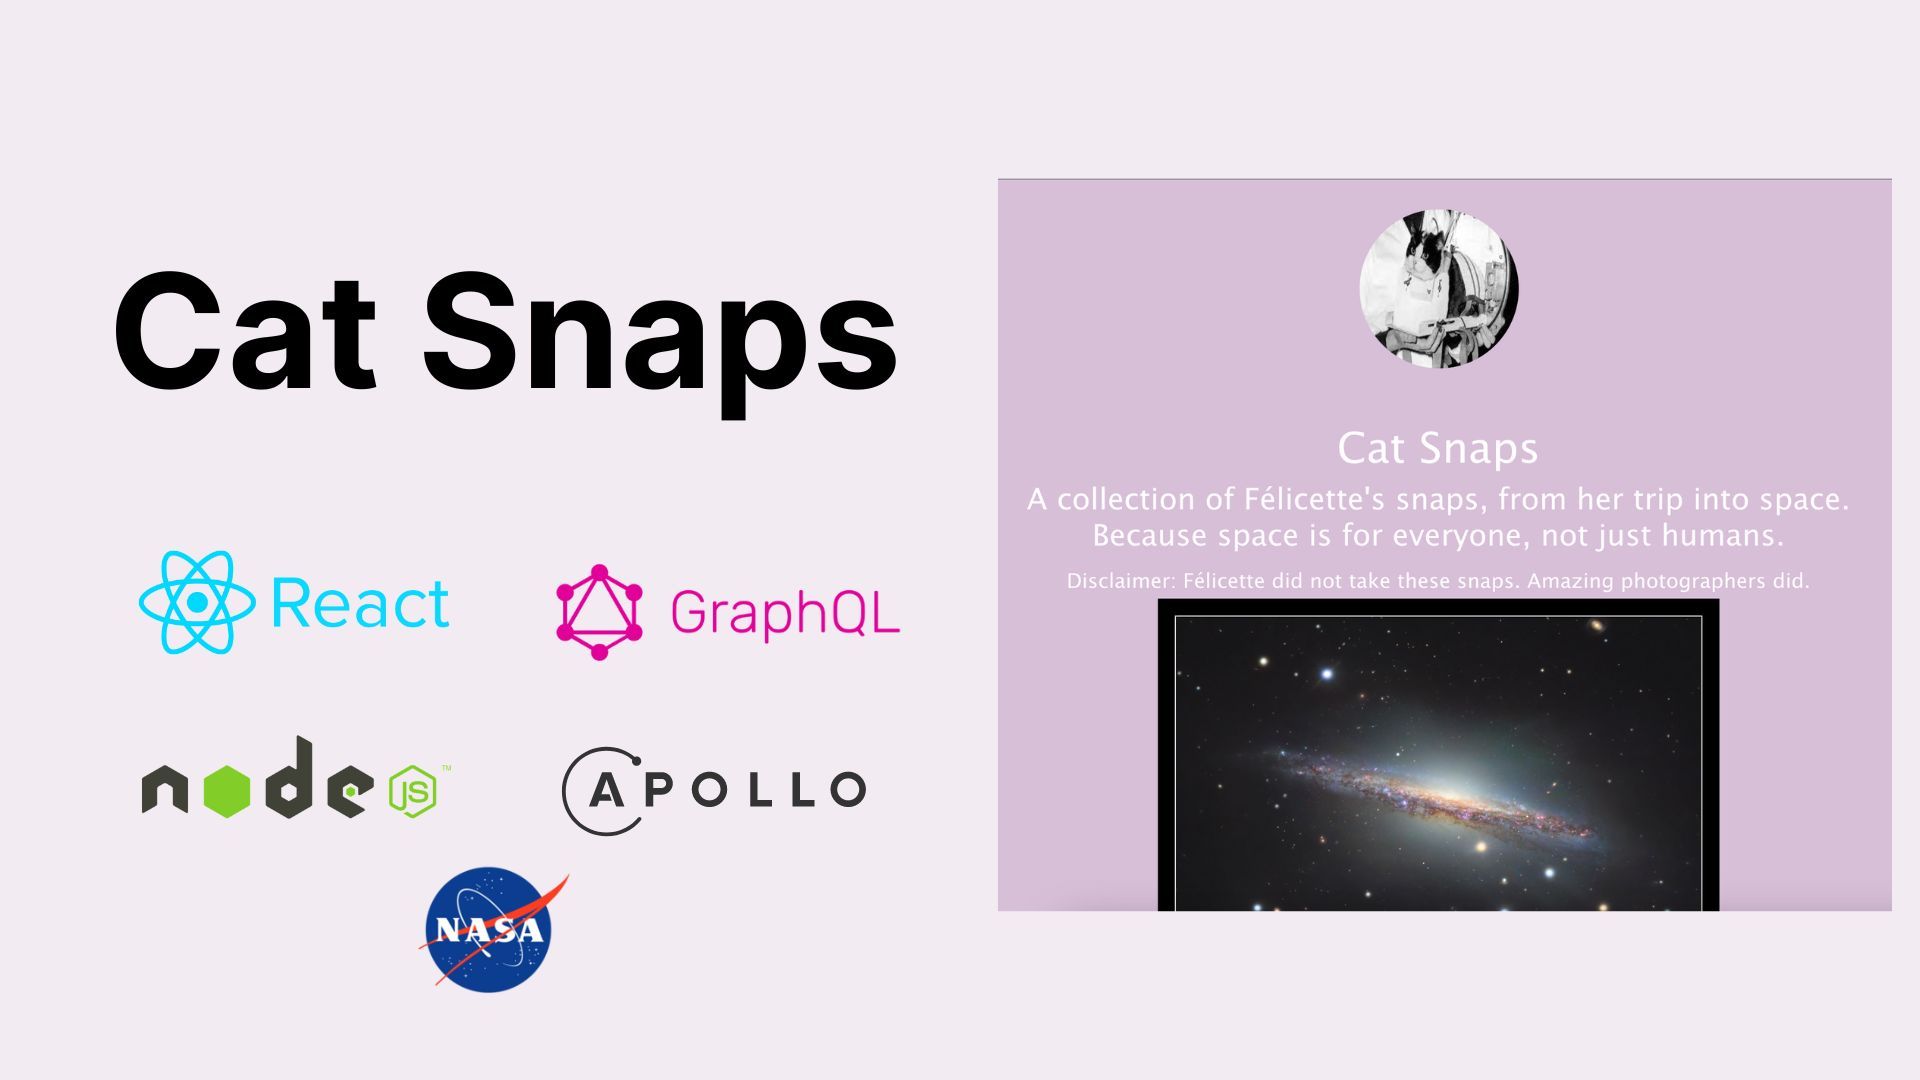 Cat Snaps
React
GraphQL
node JS ™
APOLLO
NASA
Cat Snaps
A collection of Félicette's snaps, from her trip into space.
Because space is for everyone, not just humans.
Disclaimer: Félicette did not take these snaps. Amazing photographers did.